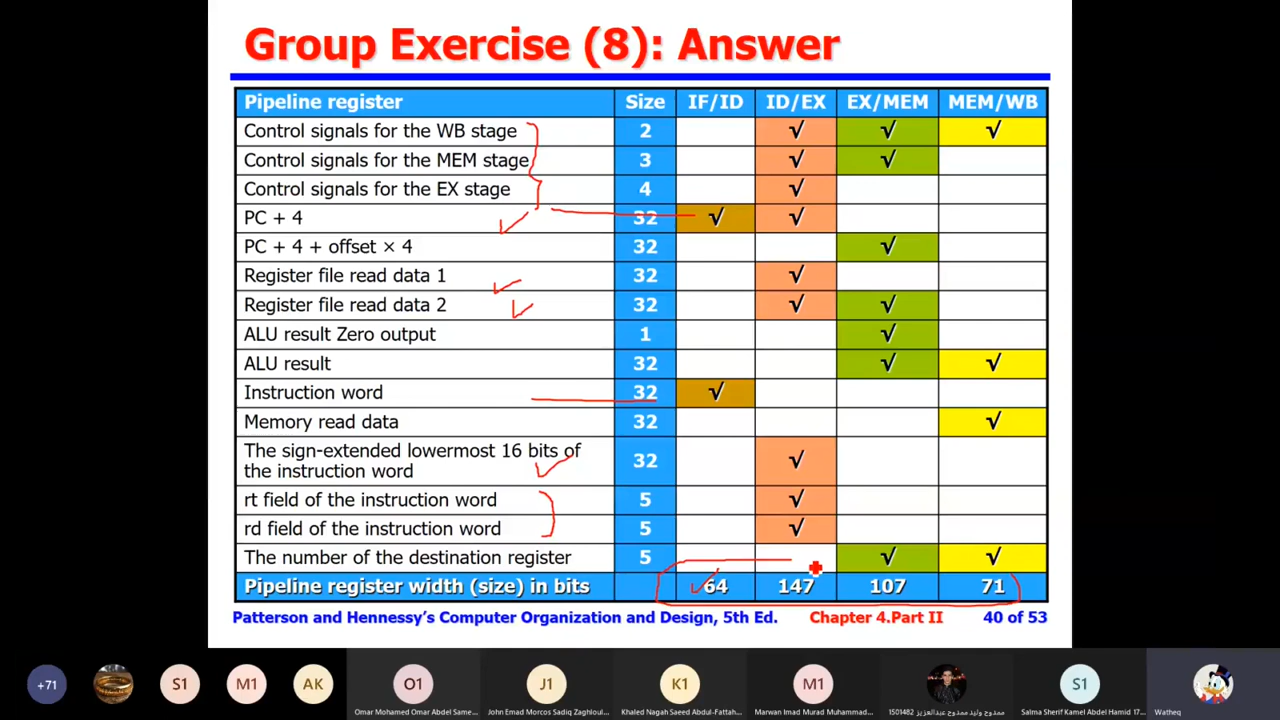 Group Exercise (8): Answer
Pipeline register Size IF/ID ID/EX EX/MEM MEM/WB
Control signals for the WB stage 2 √ √ √
Control signals for the MEM stage 3 √ √
Control signals for the EX stage 4 √
PC + 4 32 √ √
PC + 4 + offset × 4 32 √
Register file read data 1 32 √
Register file read data 2 32 √ √
ALU result Zero output 1 √
ALU result 32 √ √
Instruction word 32 √
Memory read data 32 √
The sign-extended lowermost 16 bits of
the instruction word 32 √
rt field of the instruction word 5 √
rd field of the instruction word 5 √
The number of the destination register 5 √ √
Pipeline register width (size) in bits 64 147 107 71
Patterson and Hennessy's Computer Organization and Design, 5th Ed. Chapter 4.Part II 40 of 53
+71 S1 M1 AK O1 J1 K1 M1 S1
Omar Mohamed Omar Abdel Same... John Emad Morcos Sadiq Zaghloul... Khaled Nagah Saeed Abdul-Fattah... Marwan Imad Murad Muhammad... ممدوح وليد ممدوح عبدالعزيز 1501482 Salma Sherif Kamel Abdel Hamid 17... Watheq